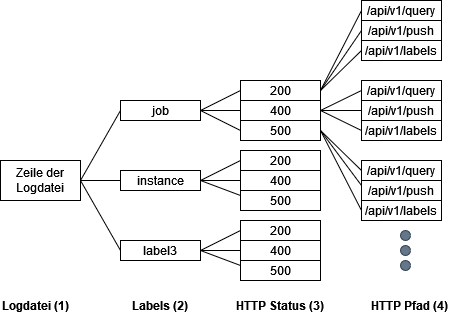 /api/v1/query
/api/v1/push
/api/v1/labels
200
400
500
/api/v1/query
/api/v1/push
/api/v1/labels
job
Zeile der
Logdatei
instance
200
400
500
/api/v1/query
/api/v1/push
/api/v1/labels
label3
200
400
500
Logdatei (1)
Labels (2)
HTTP Status (3)
HTTP Pfad (4)